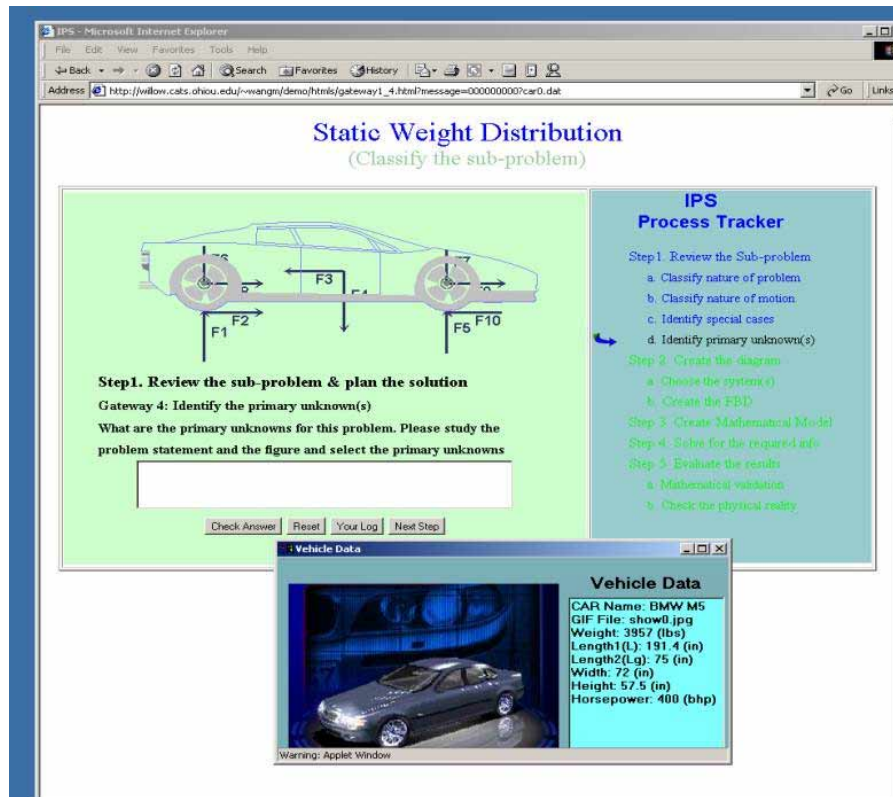 IPS - Microsoft Internet Explorer
File Edit View Favorites Tools Help
Back Search Favorites History
Address http://willow.cats.ohiou.edu/~wangm/demo/htmls/gateway1_4.html?message=000000000?car0.dat Go Links
Static Weight Distribution
(Classify the sub-problem)
F3
F2
F1
F5 F10
Step1. Review the sub-problem & plan the solution
Gateway 4: Identify the primary unknown(s)
What are the primary unknowns for this problem. Please study the
problem statement and the figure and select the primary unknowns
Check Answer Reset Your Log Next Step
IPS
Process Tracker
Step1. Review the Sub-problem
a. Classify nature of problem
b. Classify nature of motion
c. Identify special cases
d. Identify primary unknown(s)
Step 2. Create the diagram
a. Choose the system(s)
b. Create the FBD
Step 3. Create Mathematical Model
Step 4. Solve for the required info
Step 5. Evaluate the results
a. Mathematical validation
b. Check the physical reality
Vehicle Data
Vehicle Data
CAR Name: BMW M5
GIF File: show0.jpg
Weight: 3957 (lbs)
Length1(L): 191.4 (in)
Length2(Lg): 75 (in)
Width: 72 (in)
Height: 57.5 (in)
Horsepower: 400 (bhp)
Warning: Applet Window